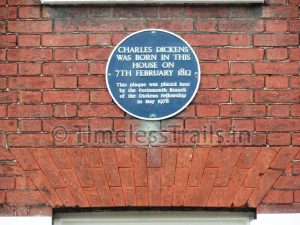 CHARLES DICKENS
WAS BORN IN THIS
HOUSE ON
7TH FEBRUARY 1812
This plaque was placed here
by the Portsmouth Branch
of the Dickens Fellowship
in May 1978
© TimelessTrails.in